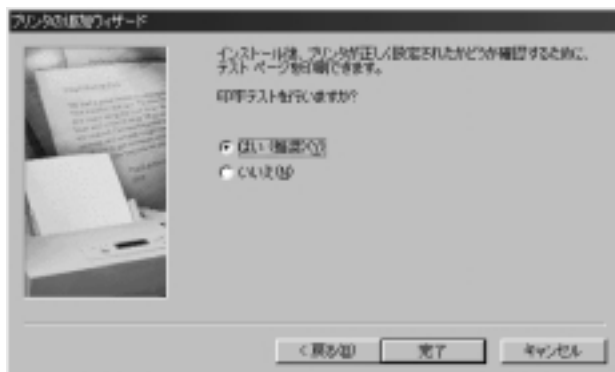 プリンタの追加ウィザード
インストール後、プリンタが正しく設定されたかどうか確認するために、
テスト ページを印刷できます。
印字テストを行いますか?
はい (推奨)(Y)
いいえ(N)
< 戻る(B)
完了
キャンセル